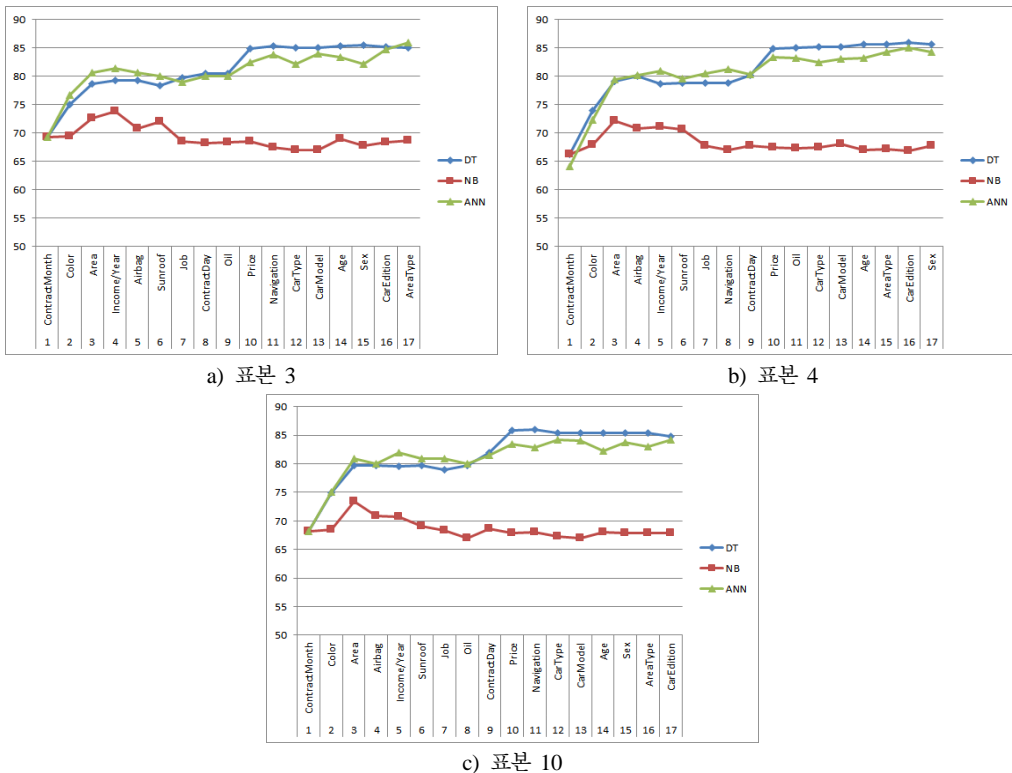 90
85
80
75
70
65
60
55
50
DT
NB
ANN
ContractMonth
Color
Area
Income/Year
Airbag
Sunroof
Job
ContractDay
Oil
Price
Navigation
CarType
CarModel
Age
Sex
CarEdition
AreaType
1 2 3 4 5 6 7 8 9 10 11 12 13 14 15 16 17
a) 표본 3
90
85
80
75
70
65
60
55
50
DT
NB
ANN
ContractMonth
Color
Area
Airbag
Income/Year
Sunroof
Job
Navigation
ContractDay
Price
Oil
CarType
CarModel
Age
AreaType
CarEdition
Sex
1 2 3 4 5 6 7 8 9 10 11 12 13 14 15 16 17
b) 표본 4
90
85
80
75
70
65
60
55
50
DT
NB
ANN
ContractMonth
Color
Area
Airbag
Income/Year
Sunroof
Job
Oil
ContractDay
Price
Navigation
CarType
CarModel
Age
Sex
AreaType
CarEdition
1 2 3 4 5 6 7 8 9 10 11 12 13 14 15 16 17
c) 표본 10